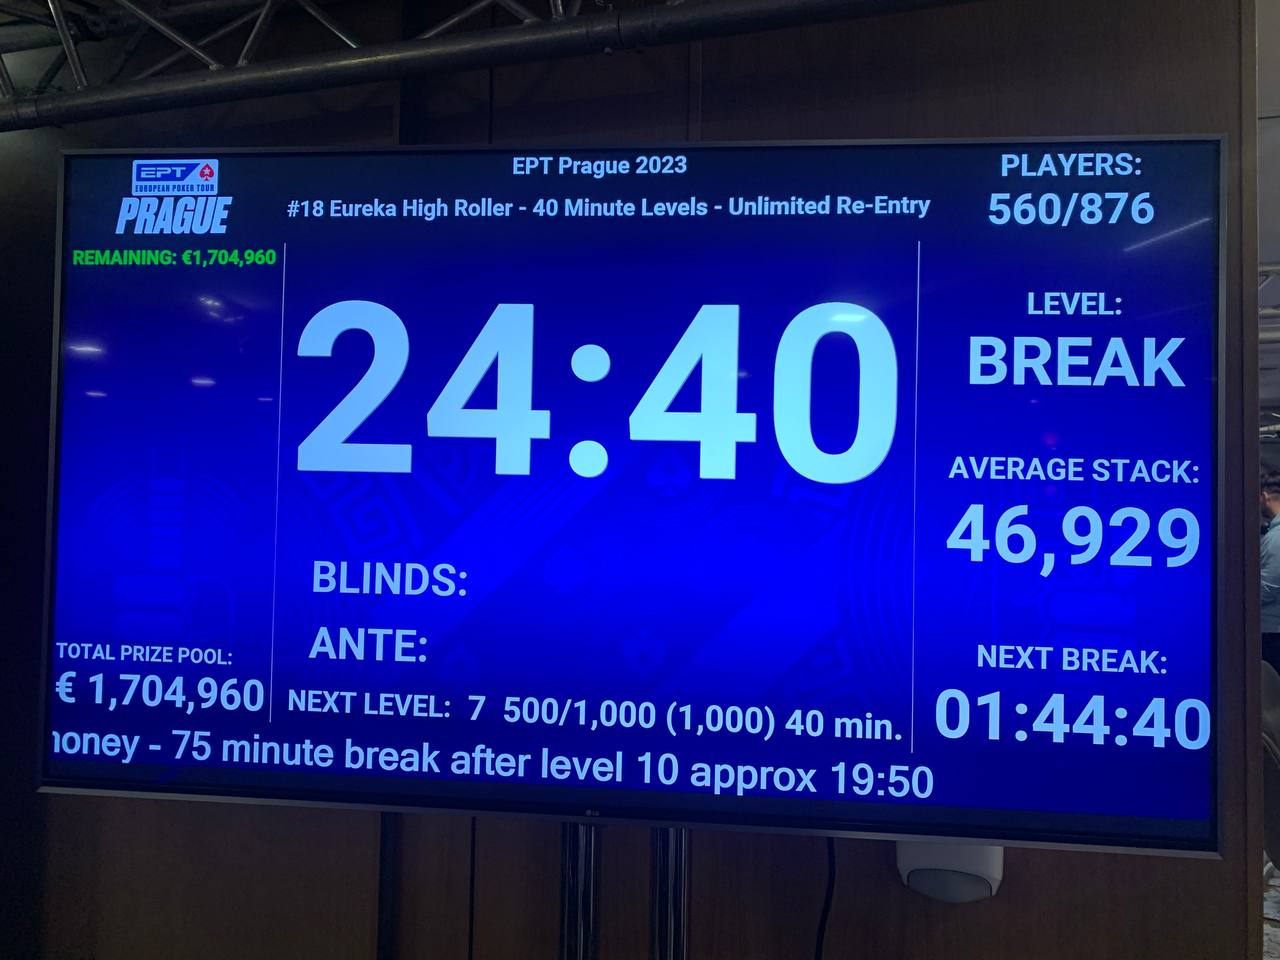 EPT
EUROPEAN POKER TOUR
PRAGUE
EPT Prague 2023
#18 Eureka High Roller - 40 Minute Levels - Unlimited Re-Entry
PLAYERS:
560/876
REMAINING: €1,704,960
24:40
LEVEL:
BREAK
AVERAGE STACK:
46,929
BLINDS:
ANTE:
TOTAL PRIZE POOL:
€ 1,704,960
NEXT LEVEL: 7 500/1,000 (1,000) 40 min.
NEXT BREAK:
01:44:40
- 75 minute break after level 10 approx 19:50
LG